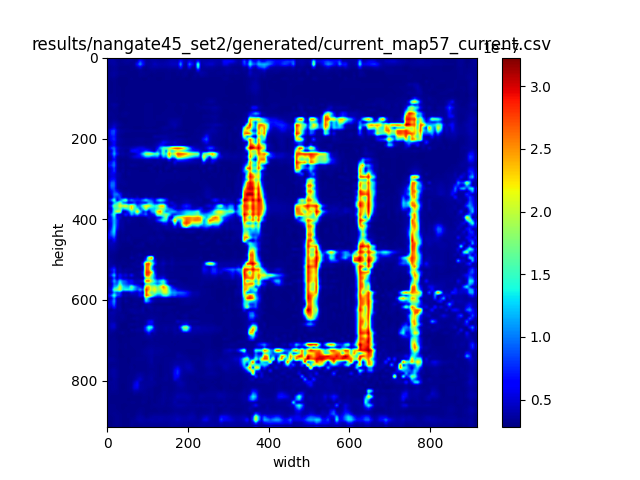 results/nangate45_set2/generated/current_map57_current.csv
1e−7
0
200
400
600
800
height
0 200 400 600 800
width
3.0
2.5
2.0
1.5
1.0
0.5